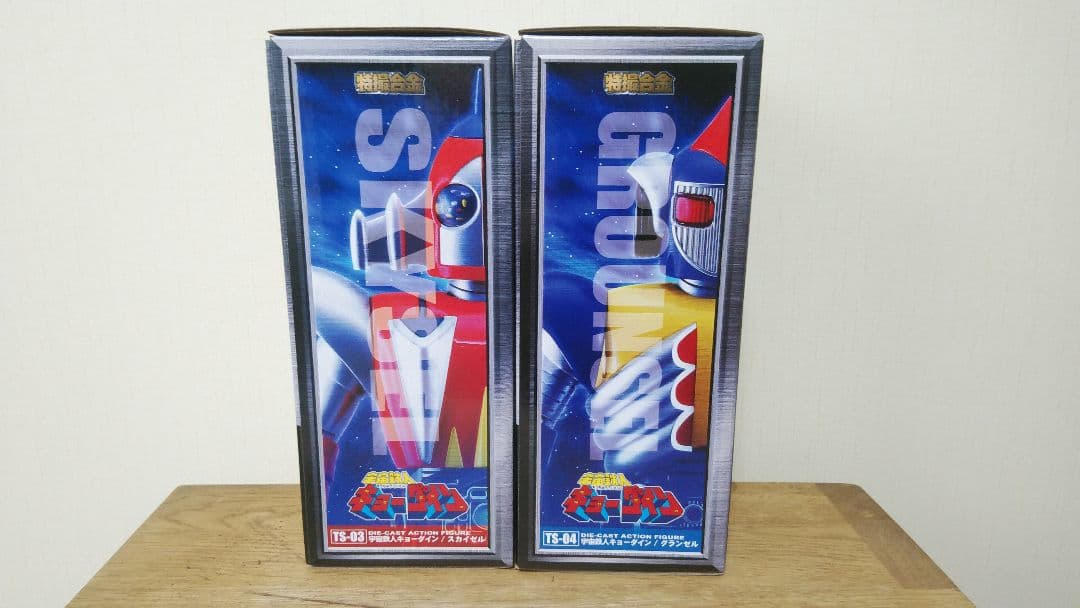 特撮合金
SKYZEL
宇宙鉄人
キョーダイン
TS-03
DIE-CAST ACTION FIGURE
宇宙鉄人キョーダイン / スカイゼル
特撮合金
GROUNZEL
宇宙鉄人
キョーダイン
TS-04
DIE-CAST ACTION FIGURE
宇宙鉄人キョーダイン / グランゼル